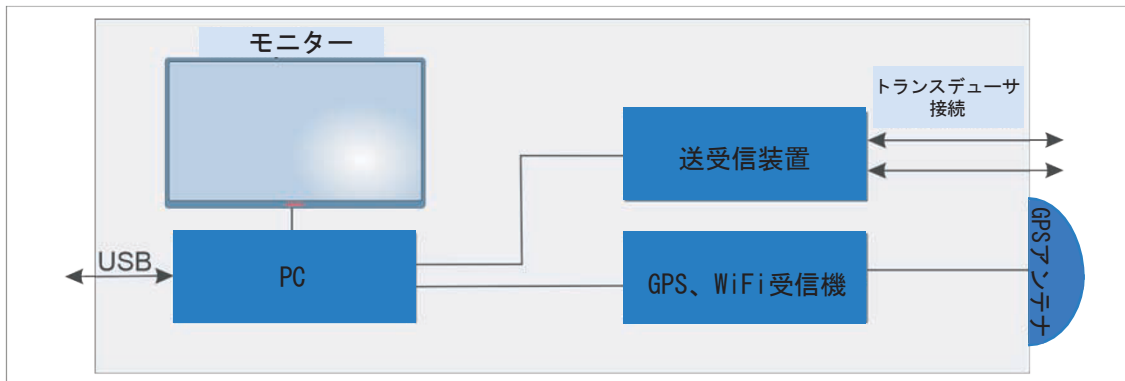 モニター
トランスデューサ
接続
送受信装置
GPSアンテナ
USB
PC
GPS、WiFi受信機